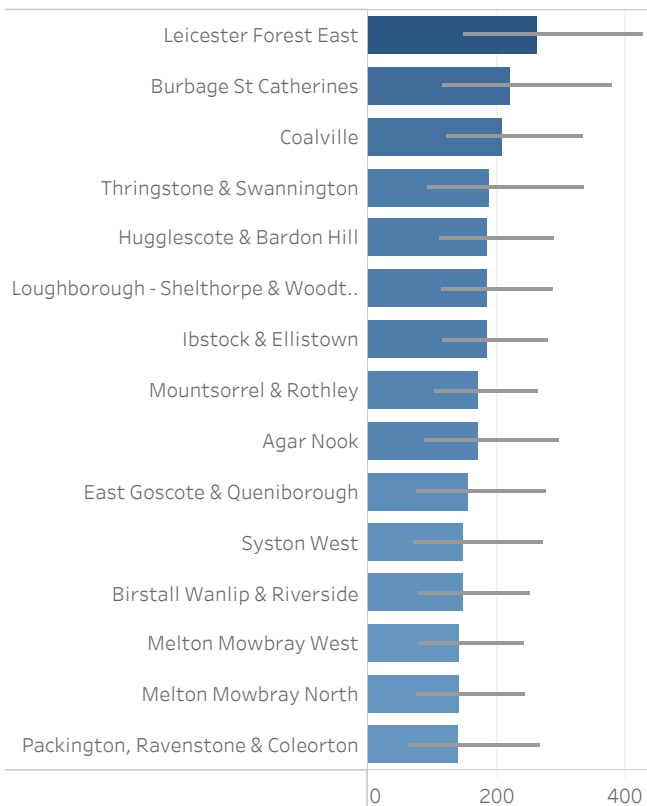 Leicester Forest East
Burbage St Catherines
Coalville
Thringstone & Swannington
Hugglescote & Bardon Hill
Loughborough - Shelthorpe & Woodt..
Ibstock & Ellistown
Mountsorrel & Rothley
Agar Nook
East Goscote & Queniborough
Syston West
Birstall Wanlip & Riverside
Melton Mowbray West
Melton Mowbray North
Packington, Ravenstone & Coleorton
0 200 400